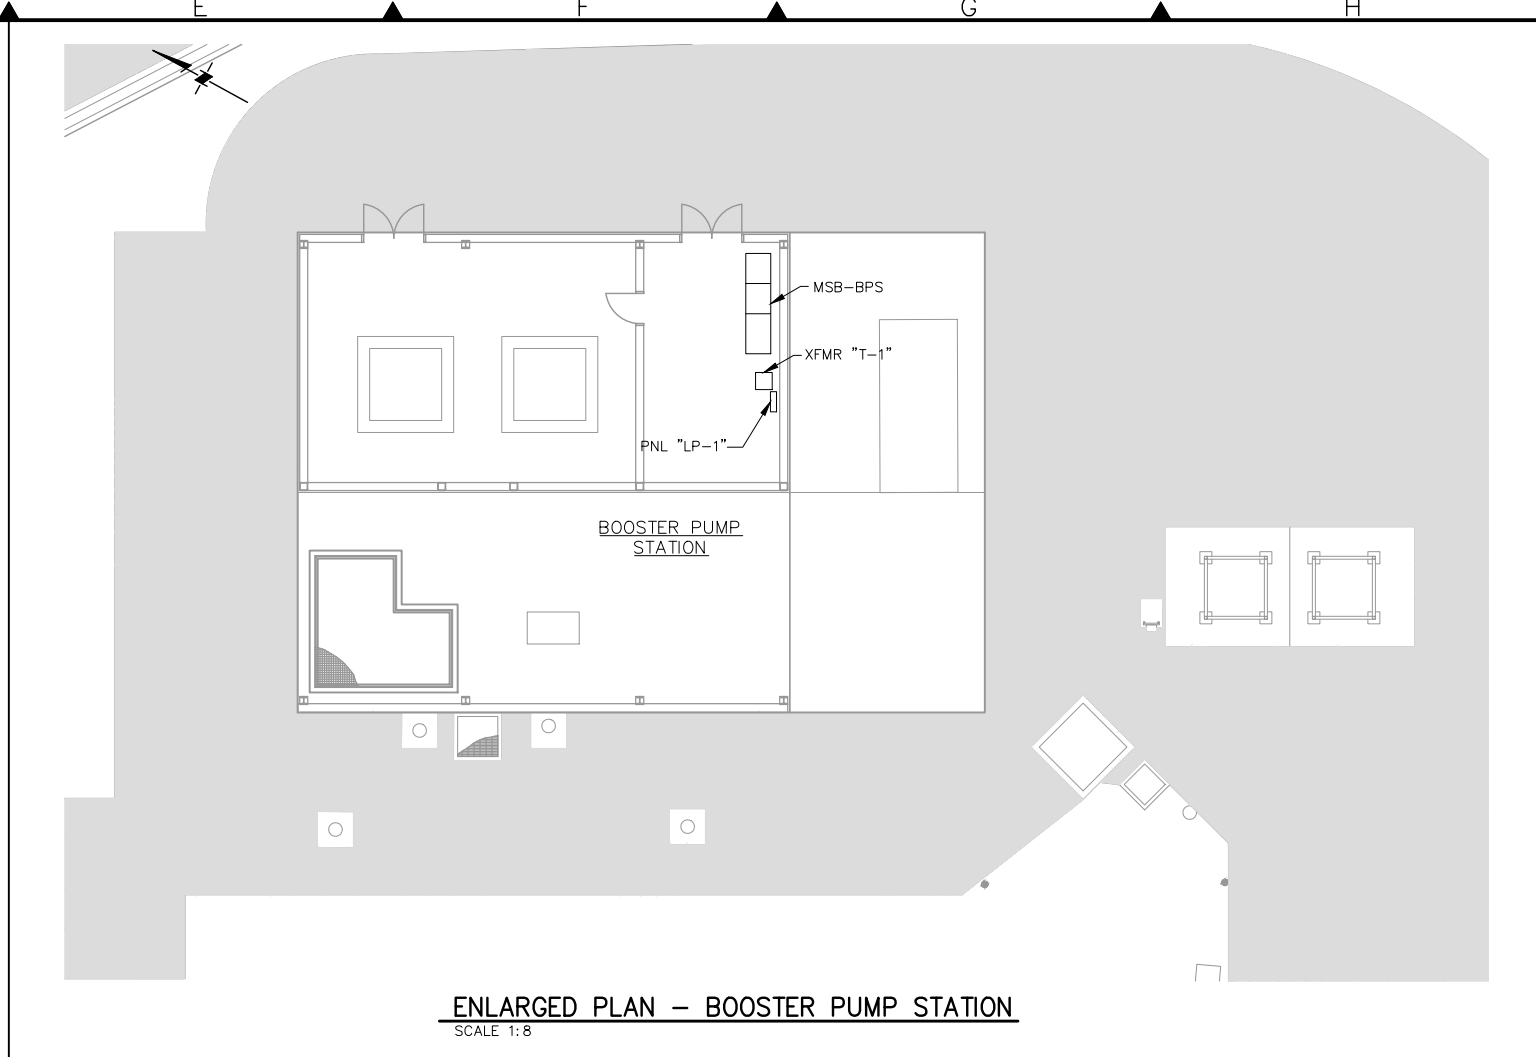 E F G H
MSB-BPS
XFMR "T-1"
PNL "LP-1"
BOOSTER PUMP
STATION
ENLARGED PLAN - BOOSTER PUMP STATION
SCALE 1:8